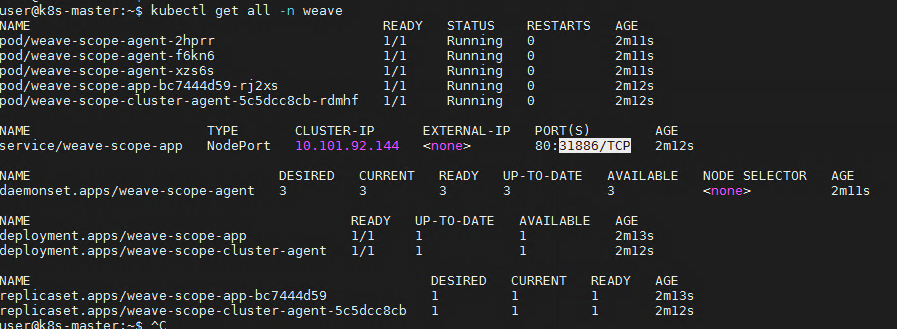 user@k8s-master:~$ kubectl get all -n weave
NAME READY STATUS RESTARTS AGE
pod/weave-scope-agent-2hprr 1/1 Running 0 2m11s
pod/weave-scope-agent-f6kn6 1/1 Running 0 2m11s
pod/weave-scope-agent-xzs6s 1/1 Running 0 2m11s
pod/weave-scope-app-bc7444d59-rj2xs 1/1 Running 0 2m12s
pod/weave-scope-cluster-agent-5c5dcc8cb-rdmhf 1/1 Running 0 2m12s
NAME TYPE CLUSTER-IP EXTERNAL-IP PORT(S) AGE
service/weave-scope-app NodePort 10.101.92.144 <none> 80:31886/TCP 2m12s
NAME DESIRED CURRENT READY UP-TO-DATE AVAILABLE NODE SELECTOR AGE
daemonset.apps/weave-scope-agent 3 3 3 3 3 <none> 2m11s
NAME READY UP-TO-DATE AVAILABLE AGE
deployment.apps/weave-scope-app 1/1 1 1 2m13s
deployment.apps/weave-scope-cluster-agent 1/1 1 1 2m12s
NAME DESIRED CURRENT READY AGE
replicaset.apps/weave-scope-app-bc7444d59 1 1 1 2m13s
replicaset.apps/weave-scope-cluster-agent-5c5dcc8cb 1 1 1 2m12s
user@k8s-master:~$ ^C